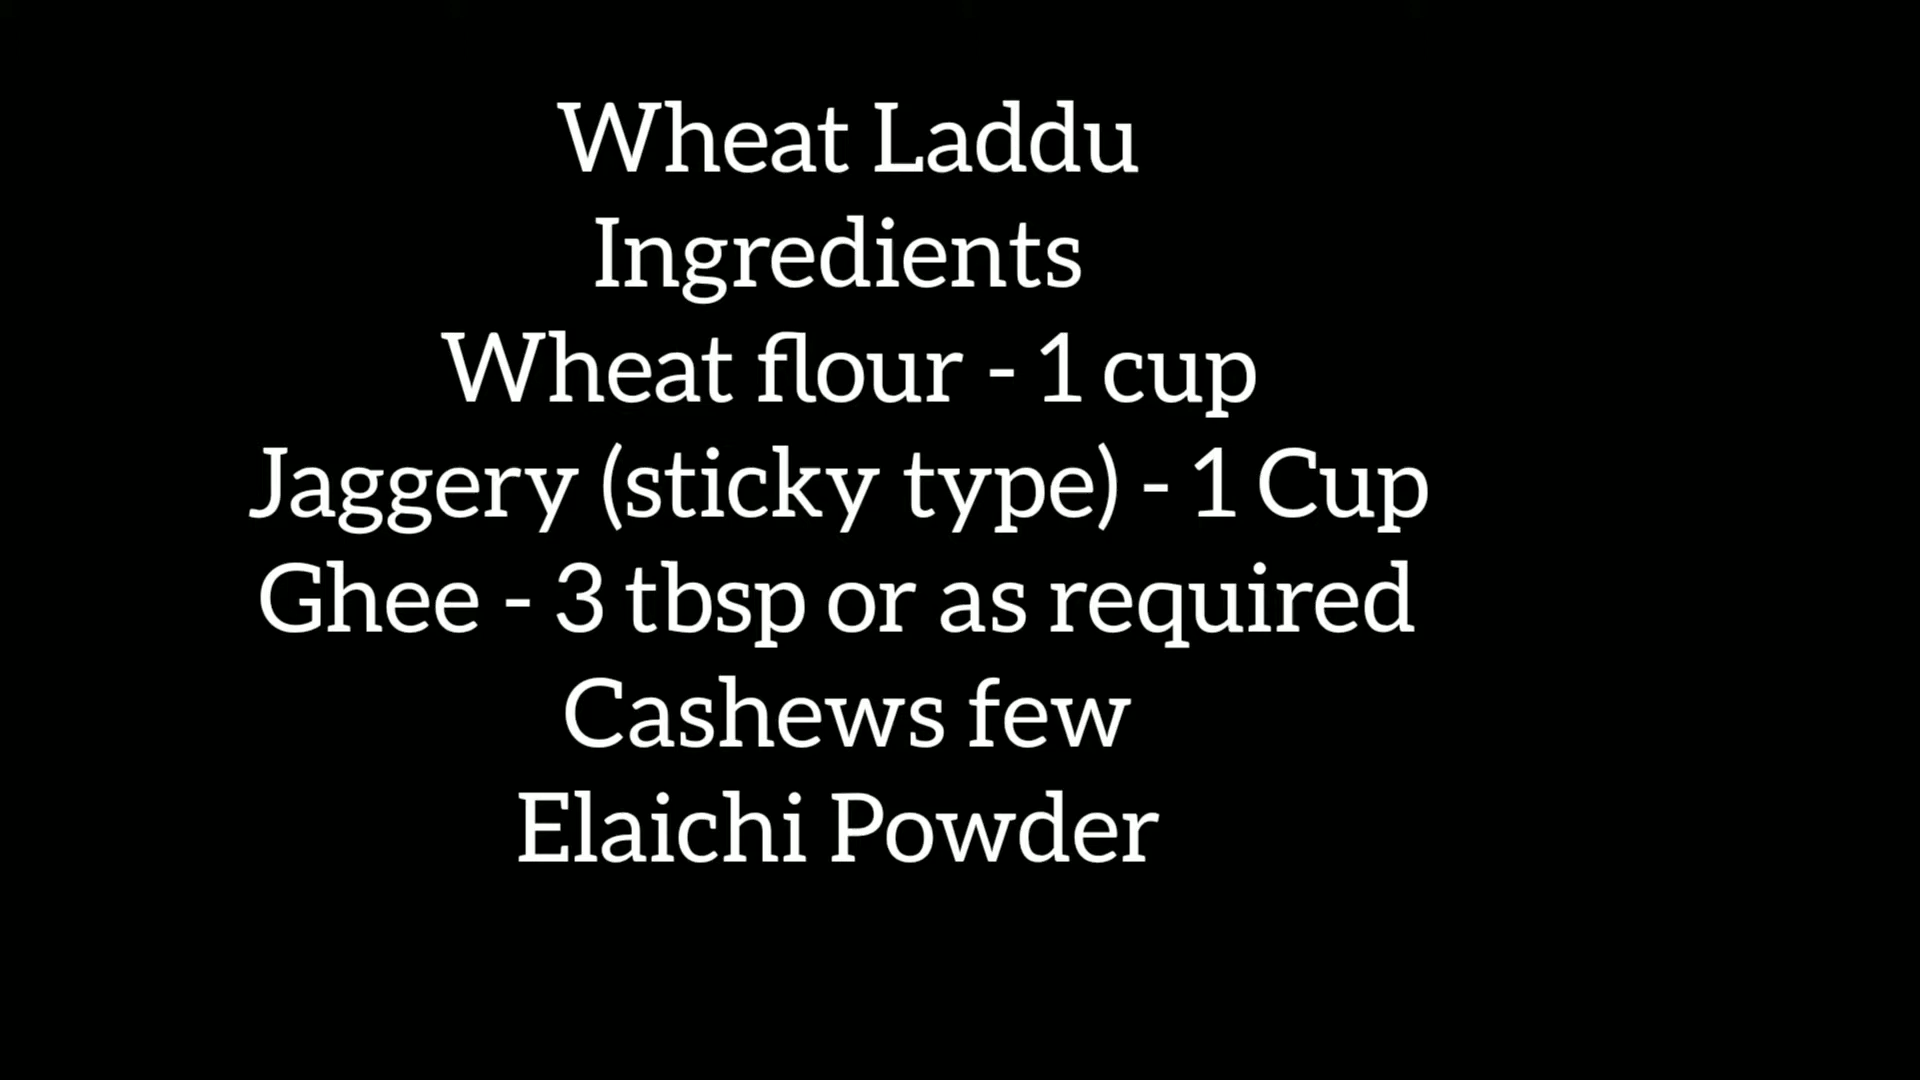 Wheat Laddu
Ingredients
Wheat flour - 1 cup
Jaggery (sticky type) - 1 Cup
Ghee - 3 tbsp or as required
Cashews few
Elaichi Powder